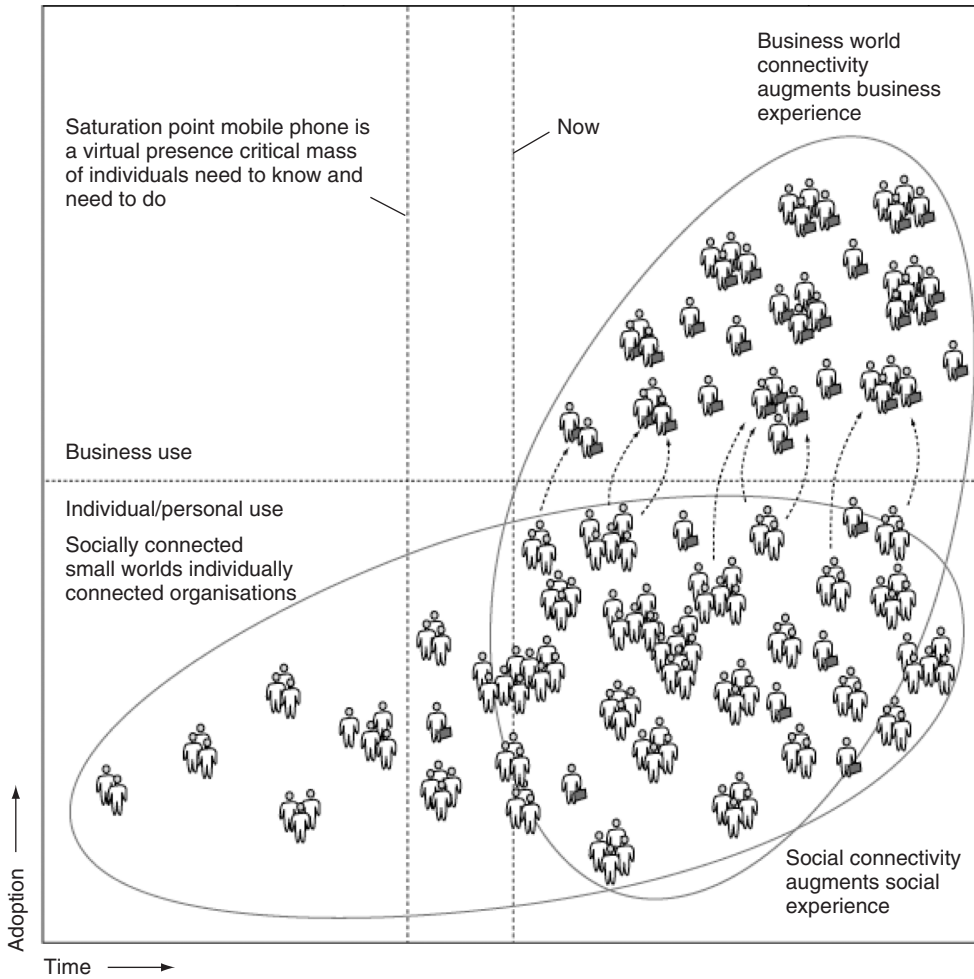 Business world
connectivity
augments business
experience
Saturation point mobile phone is
a virtual presence critical mass
of individuals need to know and
need to do
Now
Business use
Individual/personal use
Socially connected
small worlds individually
connected organisations
Social connectivity
augments social
experience
Adoption
Time